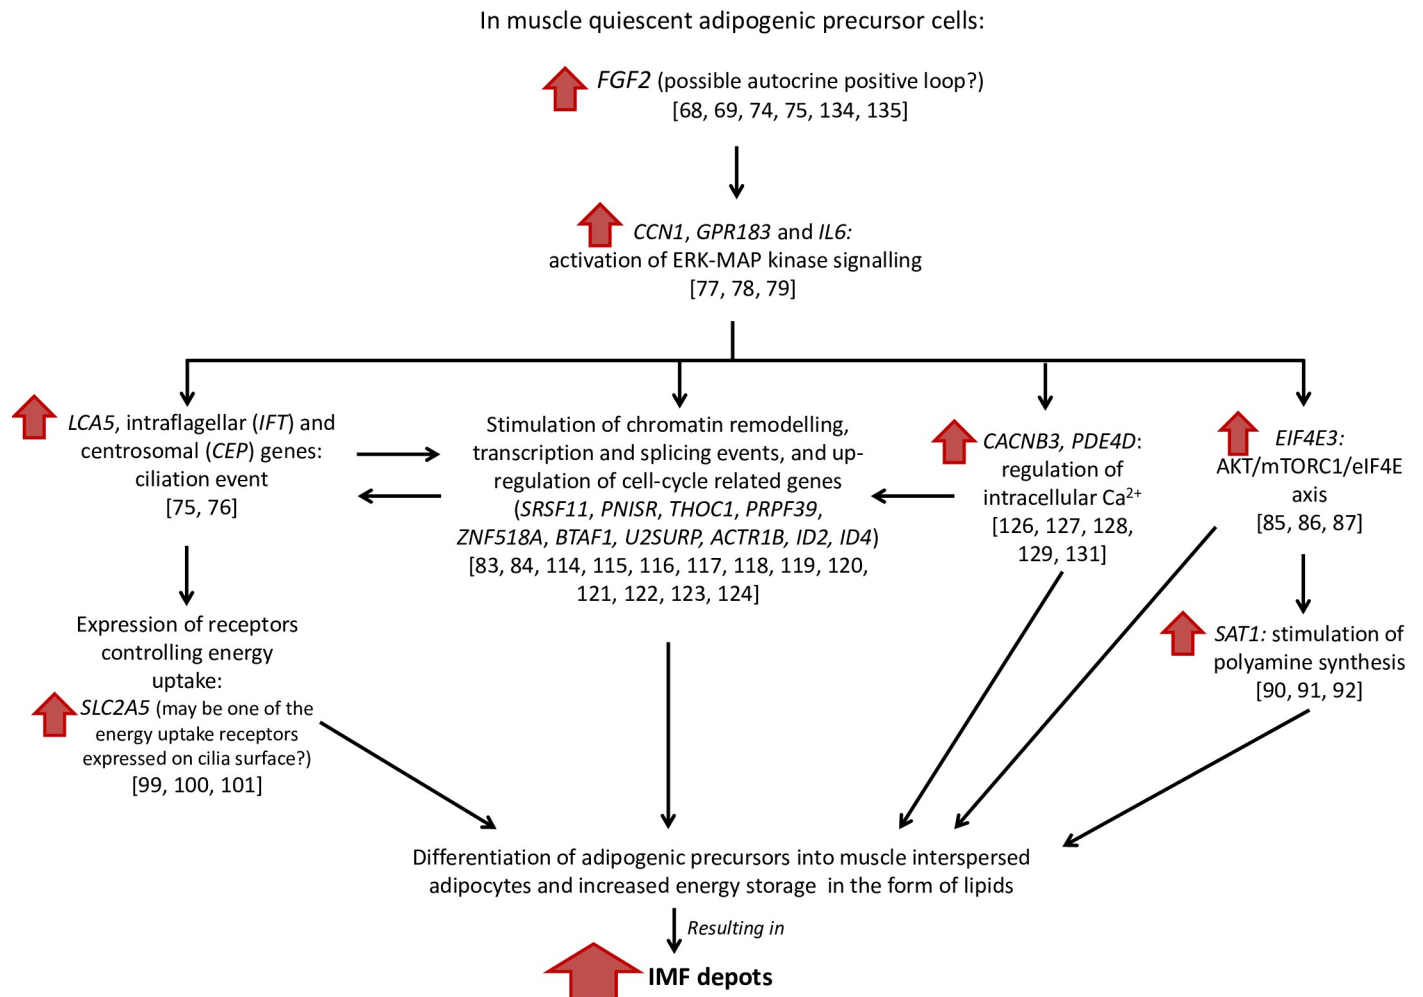 In muscle quiescent adipogenic precursor cells:
FGF2 (possible autocrine positive loop?)
[68, 69, 74, 75, 134, 135]
CCN1, GPR183 and IL6:
activation of ERK-MAP kinase signalling
[77, 78, 79]
LCA5, intraflagellar (IFT) and
centrosomal (CEP) genes:
ciliation event
[75, 76]
Stimulation of chromatin remodelling,
transcription and splicing events, and up-
regulation of cell-cycle related genes
(SRSF11, PNISR, THOC1, PRPF39,
ZNF518A, BTAF1, U2SURP, ACTR1B, ID2, ID4)
[83, 84, 114, 115, 116, 117, 118, 119, 120,
121, 122, 123, 124]
CACNB3, PDE4D:
regulation of
intracellular Ca²⁺
[126, 127, 128,
129, 131]
EIF4E3:
AKT/mTORC1/eIF4E
axis
[85, 86, 87]
Expression of receptors
controlling energy
uptake:
SLC2A5 (may be one of the
energy uptake receptors
expressed on cilia surface?)
[99, 100, 101]
SAT1: stimulation of
polyamine synthesis
[90, 91, 92]
Differentiation of adipogenic precursors into muscle interspersed
adipocytes and increased energy storage in the form of lipids
Resulting in
IMF depots